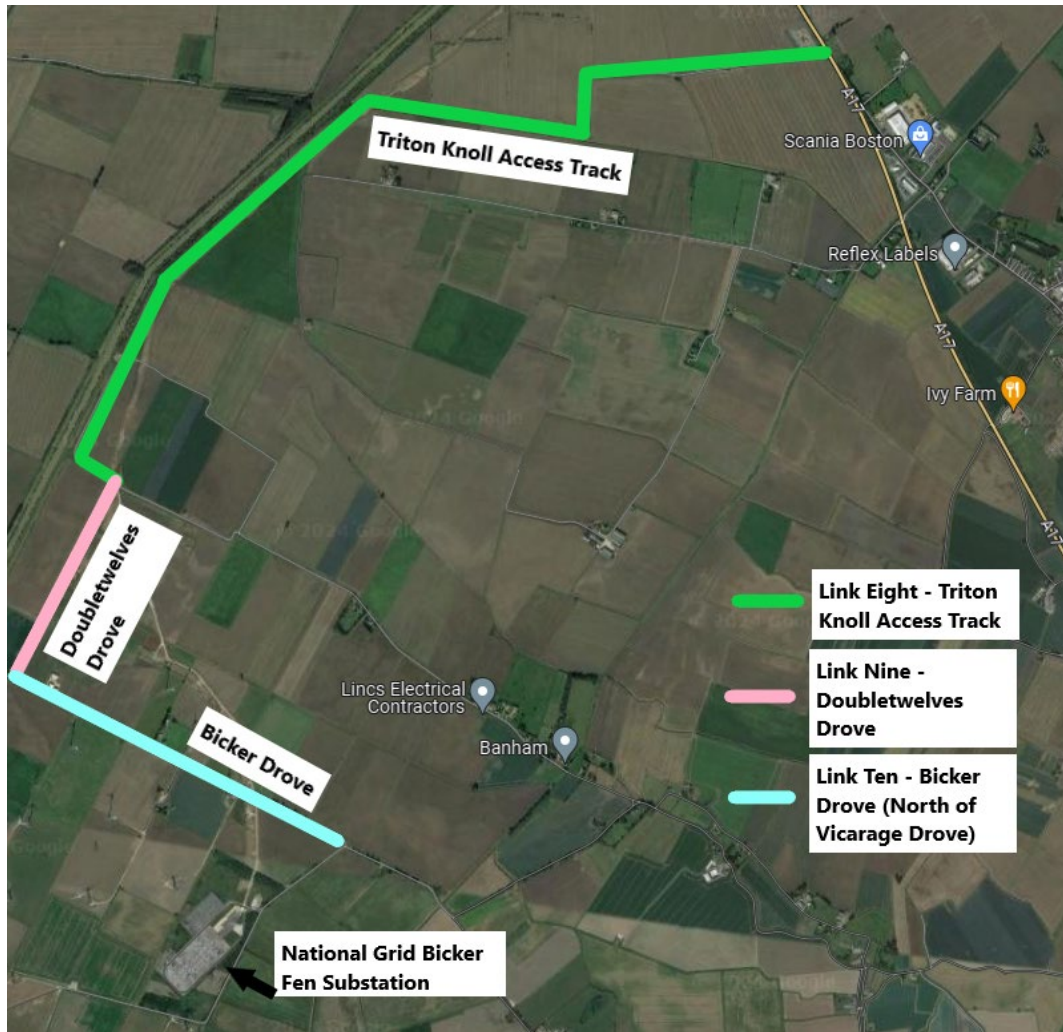 A17
Scania Boston
Triton Knoll Access Track
Reflex Labels
A17
Ivy Farm
A17
Doubletwelves
Drove
Link Eight - Triton
Knoll Access Track
Link Nine -
Doubletwelves
Drove
Lincs Electrical
Contractors
Bicker Drove
Banham
Link Ten - Bicker
Drove (North of
Vicarage Drove)
National Grid Bicker
Fen Substation